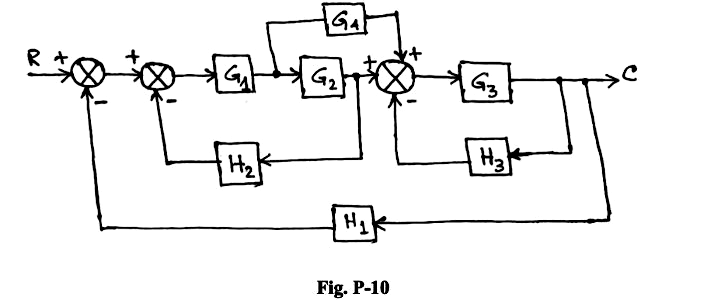 G4
R + + G1 G2 + + G3 C
- - -
H2 H3
H1
Fig. P-10